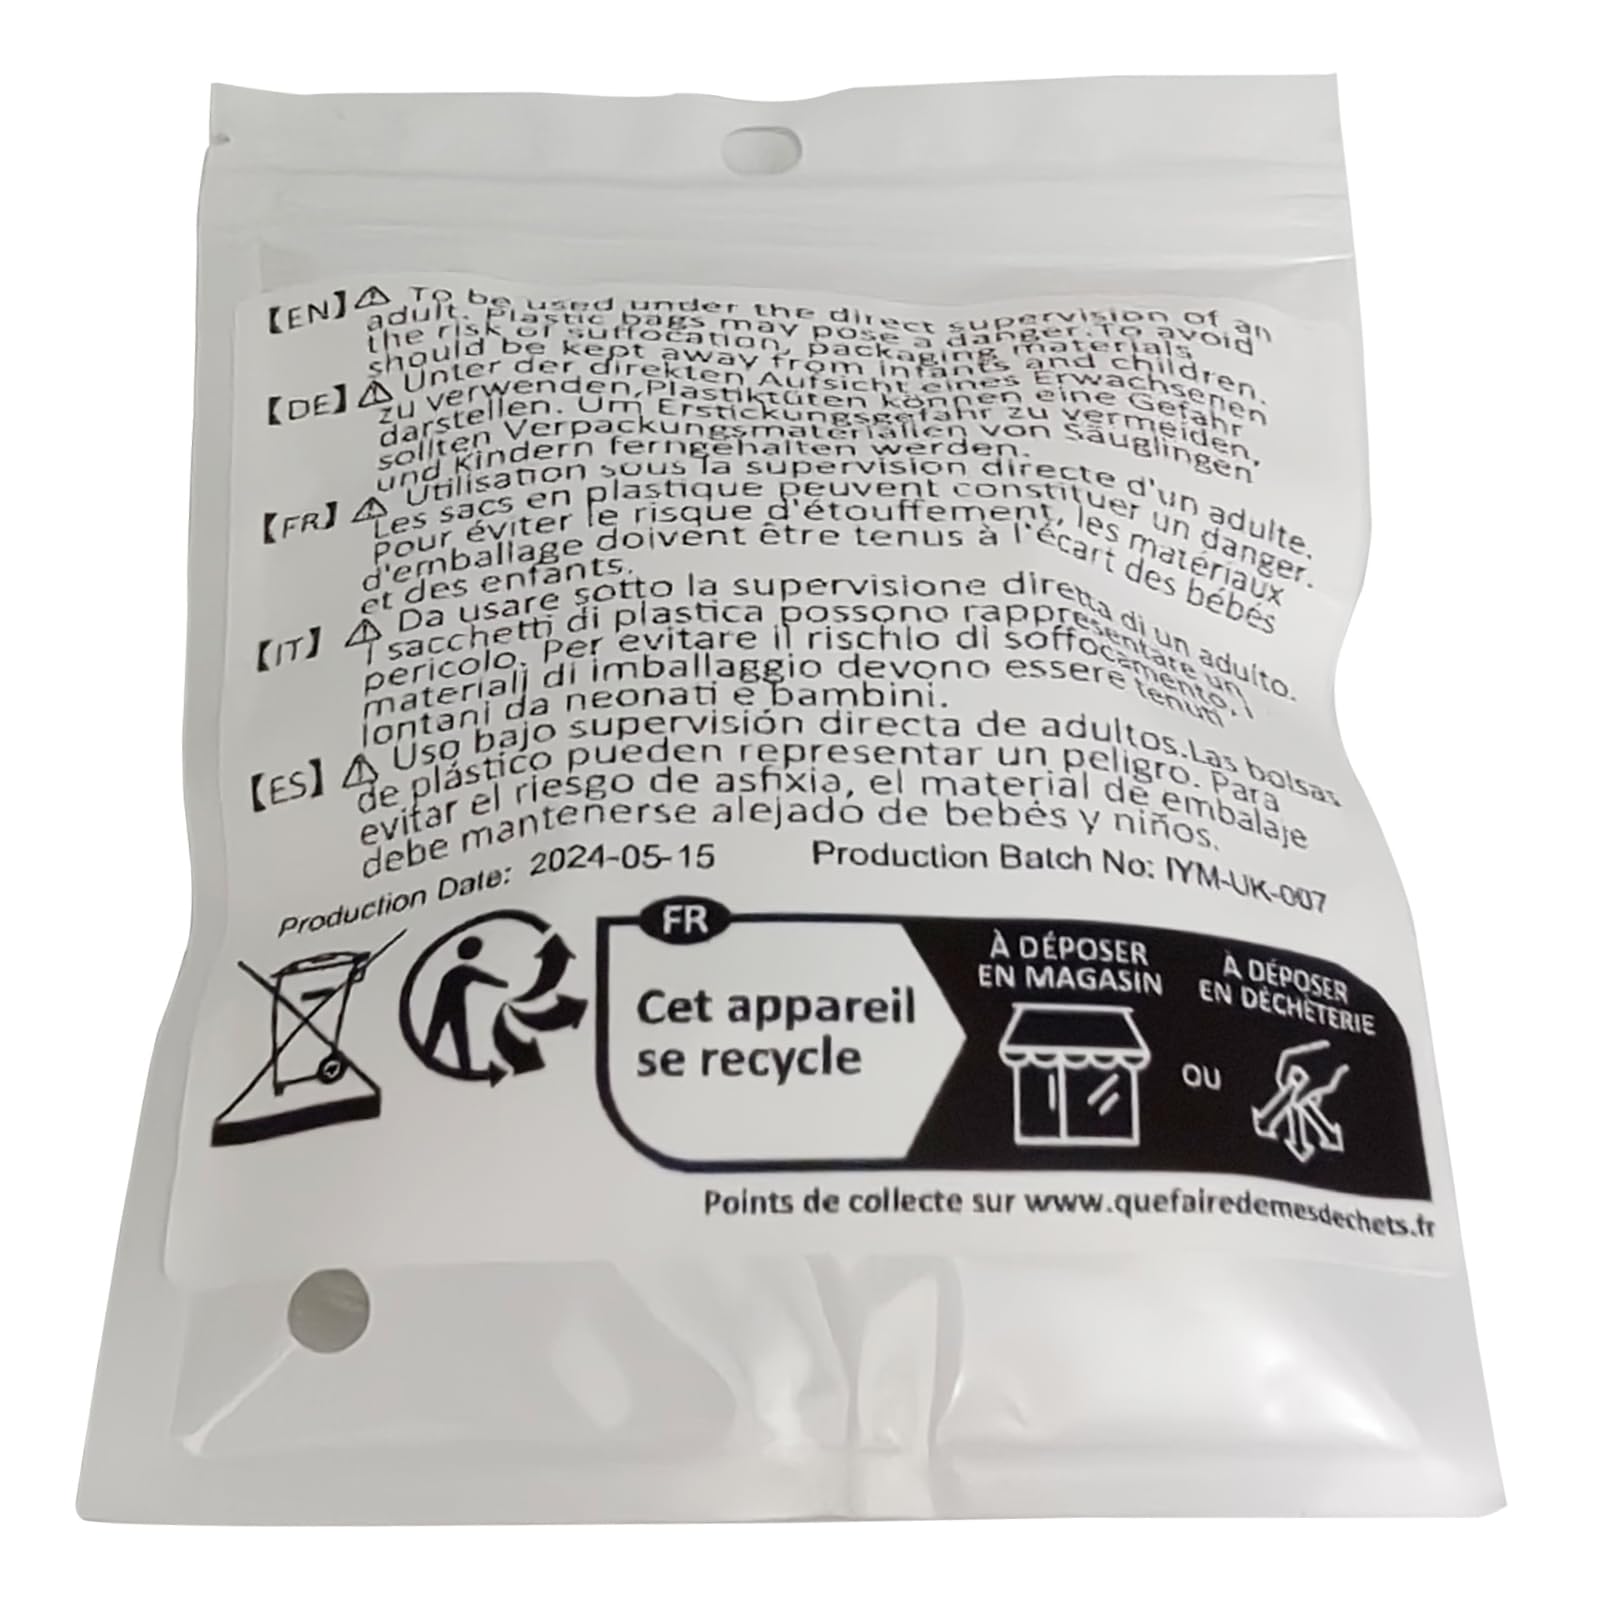 【EN】⚠ To be used under the direct supervision of an
adult. Plastic bags may pose a danger.To avoid
the risk of suffocation, packaging materials
should be kept away from infants and children.
【DE】⚠ Unter der direkten Aufsicht eines Erwachsenen
zu verwenden,Plastiktüten können eine Gefahr
darstellen. Um Erstickungsgefahr zu vermeiden,
sollten Verpackungsmaterialien von Säuglingen
und Kindern ferngehalten werden.
【FR】⚠ Utilisation sous la supervision directe d'un adulte.
Les sacs en plastique peuvent constituer un danger.
Pour éviter le risque d'étouffement, les matériaux
d'emballage doivent être tenus à l'écart des bébés
et des enfants.
【IT】⚠ Da usare sotto la supervisione diretta di un adulto.
I sacchetti di plastica possono rappresentare un
pericolo. Per evitare il rischio di soffocamento, i
materiali di imballaggio devono essere tenuti
lontani da neonati e bambini.
【ES】⚠ Uso bajo supervisión directa de adultos.Las bolsas
de plástico pueden representar un peligro. Para
evitar el riesgo de asfixia, el material de embalaje
debe mantenerse alejado de bebés y niños.
Production Date: 2024-05-15 Production Batch No: IYM-UK-007
FR
Cet appareil
se recycle
À DÉPOSER
EN MAGASIN
OU
À DÉPOSER
EN DÉCHÈTERIE
Points de collecte sur www.quefairedemesdechets.fr